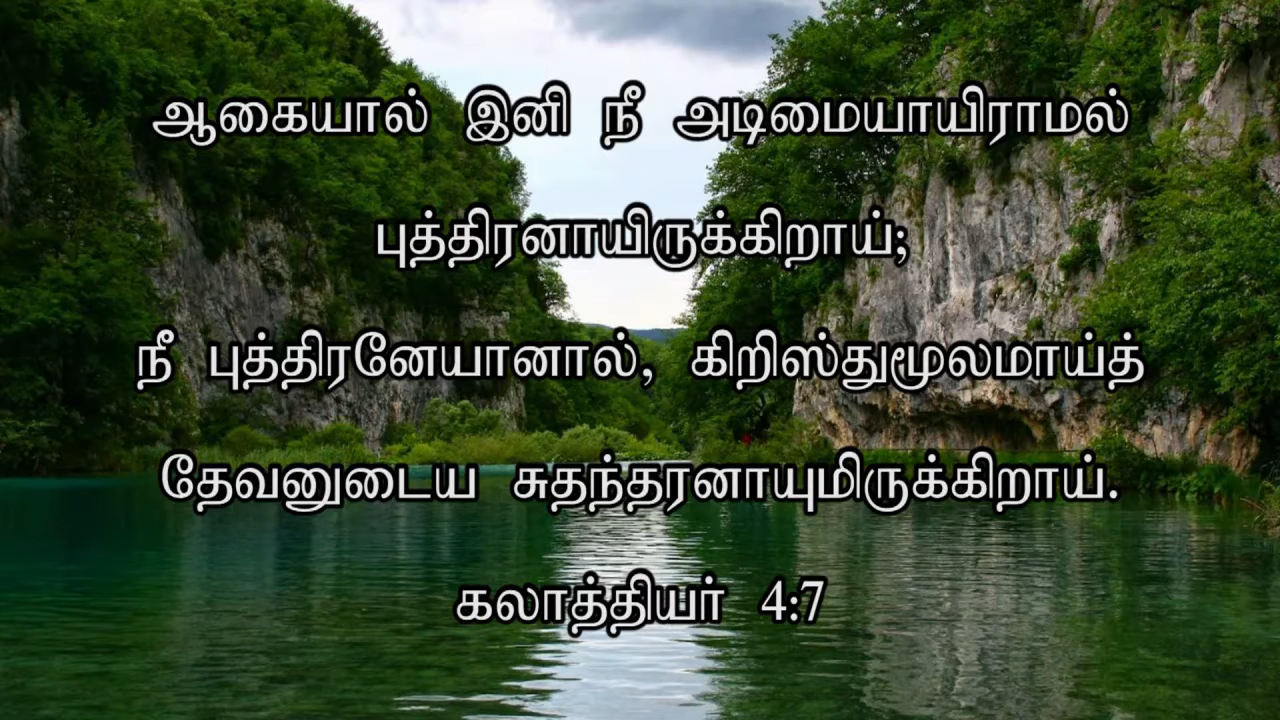 ஆகையால் இனி நீ அடிமையாயிராமல்
புத்திரனாயிருக்கிறாய்;
நீ புத்திரனேயானால், கிறிஸ்துமூலமாய்த்
தேவனுடைய சுதந்தரனாயுமிருக்கிறாய்.
கலாத்தியர் 4:7